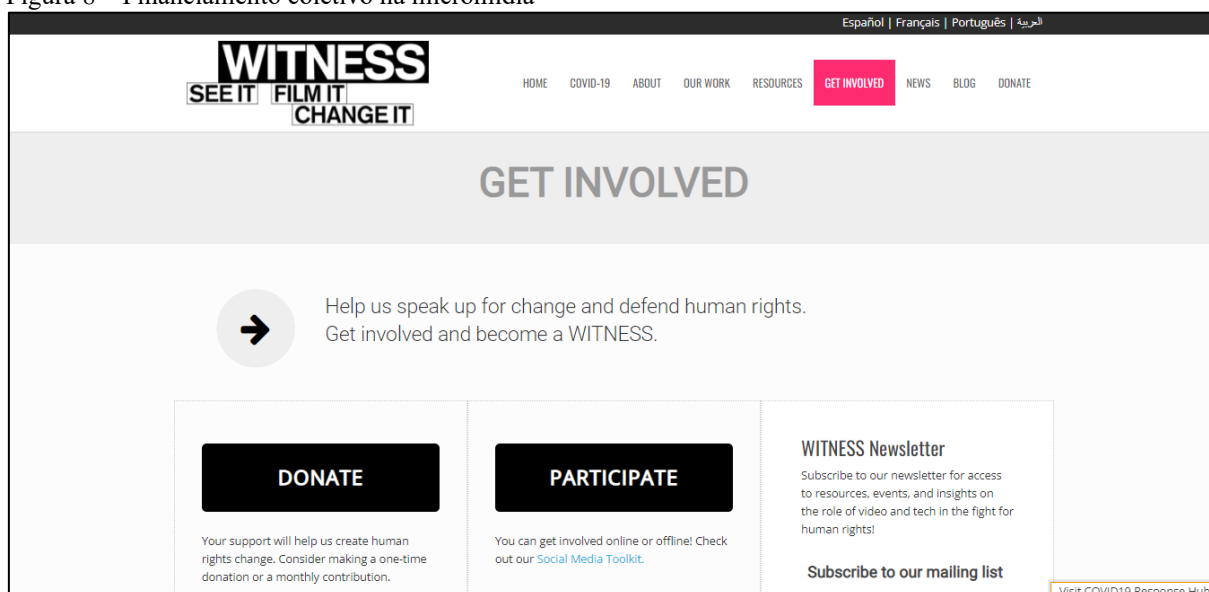 Figura 8 – Financiamento coletivo na micromídia
Español | Français | Português | العربية
WITNESS
SEE IT FILM IT
CHANGE IT
HOME COVID-19 ABOUT OUR WORK RESOURCES GET INVOLVED NEWS BLOG DONATE
GET INVOLVED
Help us speak up for change and defend human rights.
Get involved and become a WITNESS.
DONATE
Your support will help us create human
rights change. Consider making a one-time
donation or a monthly contribution.
PARTICIPATE
You can get involved online or offline! Check
out our Social Media Toolkit.
WITNESS Newsletter
Subscribe to our newsletter for access
to resources, events, and insights on
the role of video and tech in the fight for
human rights!
Subscribe to our mailing list
Visit COVID19 Response Hub